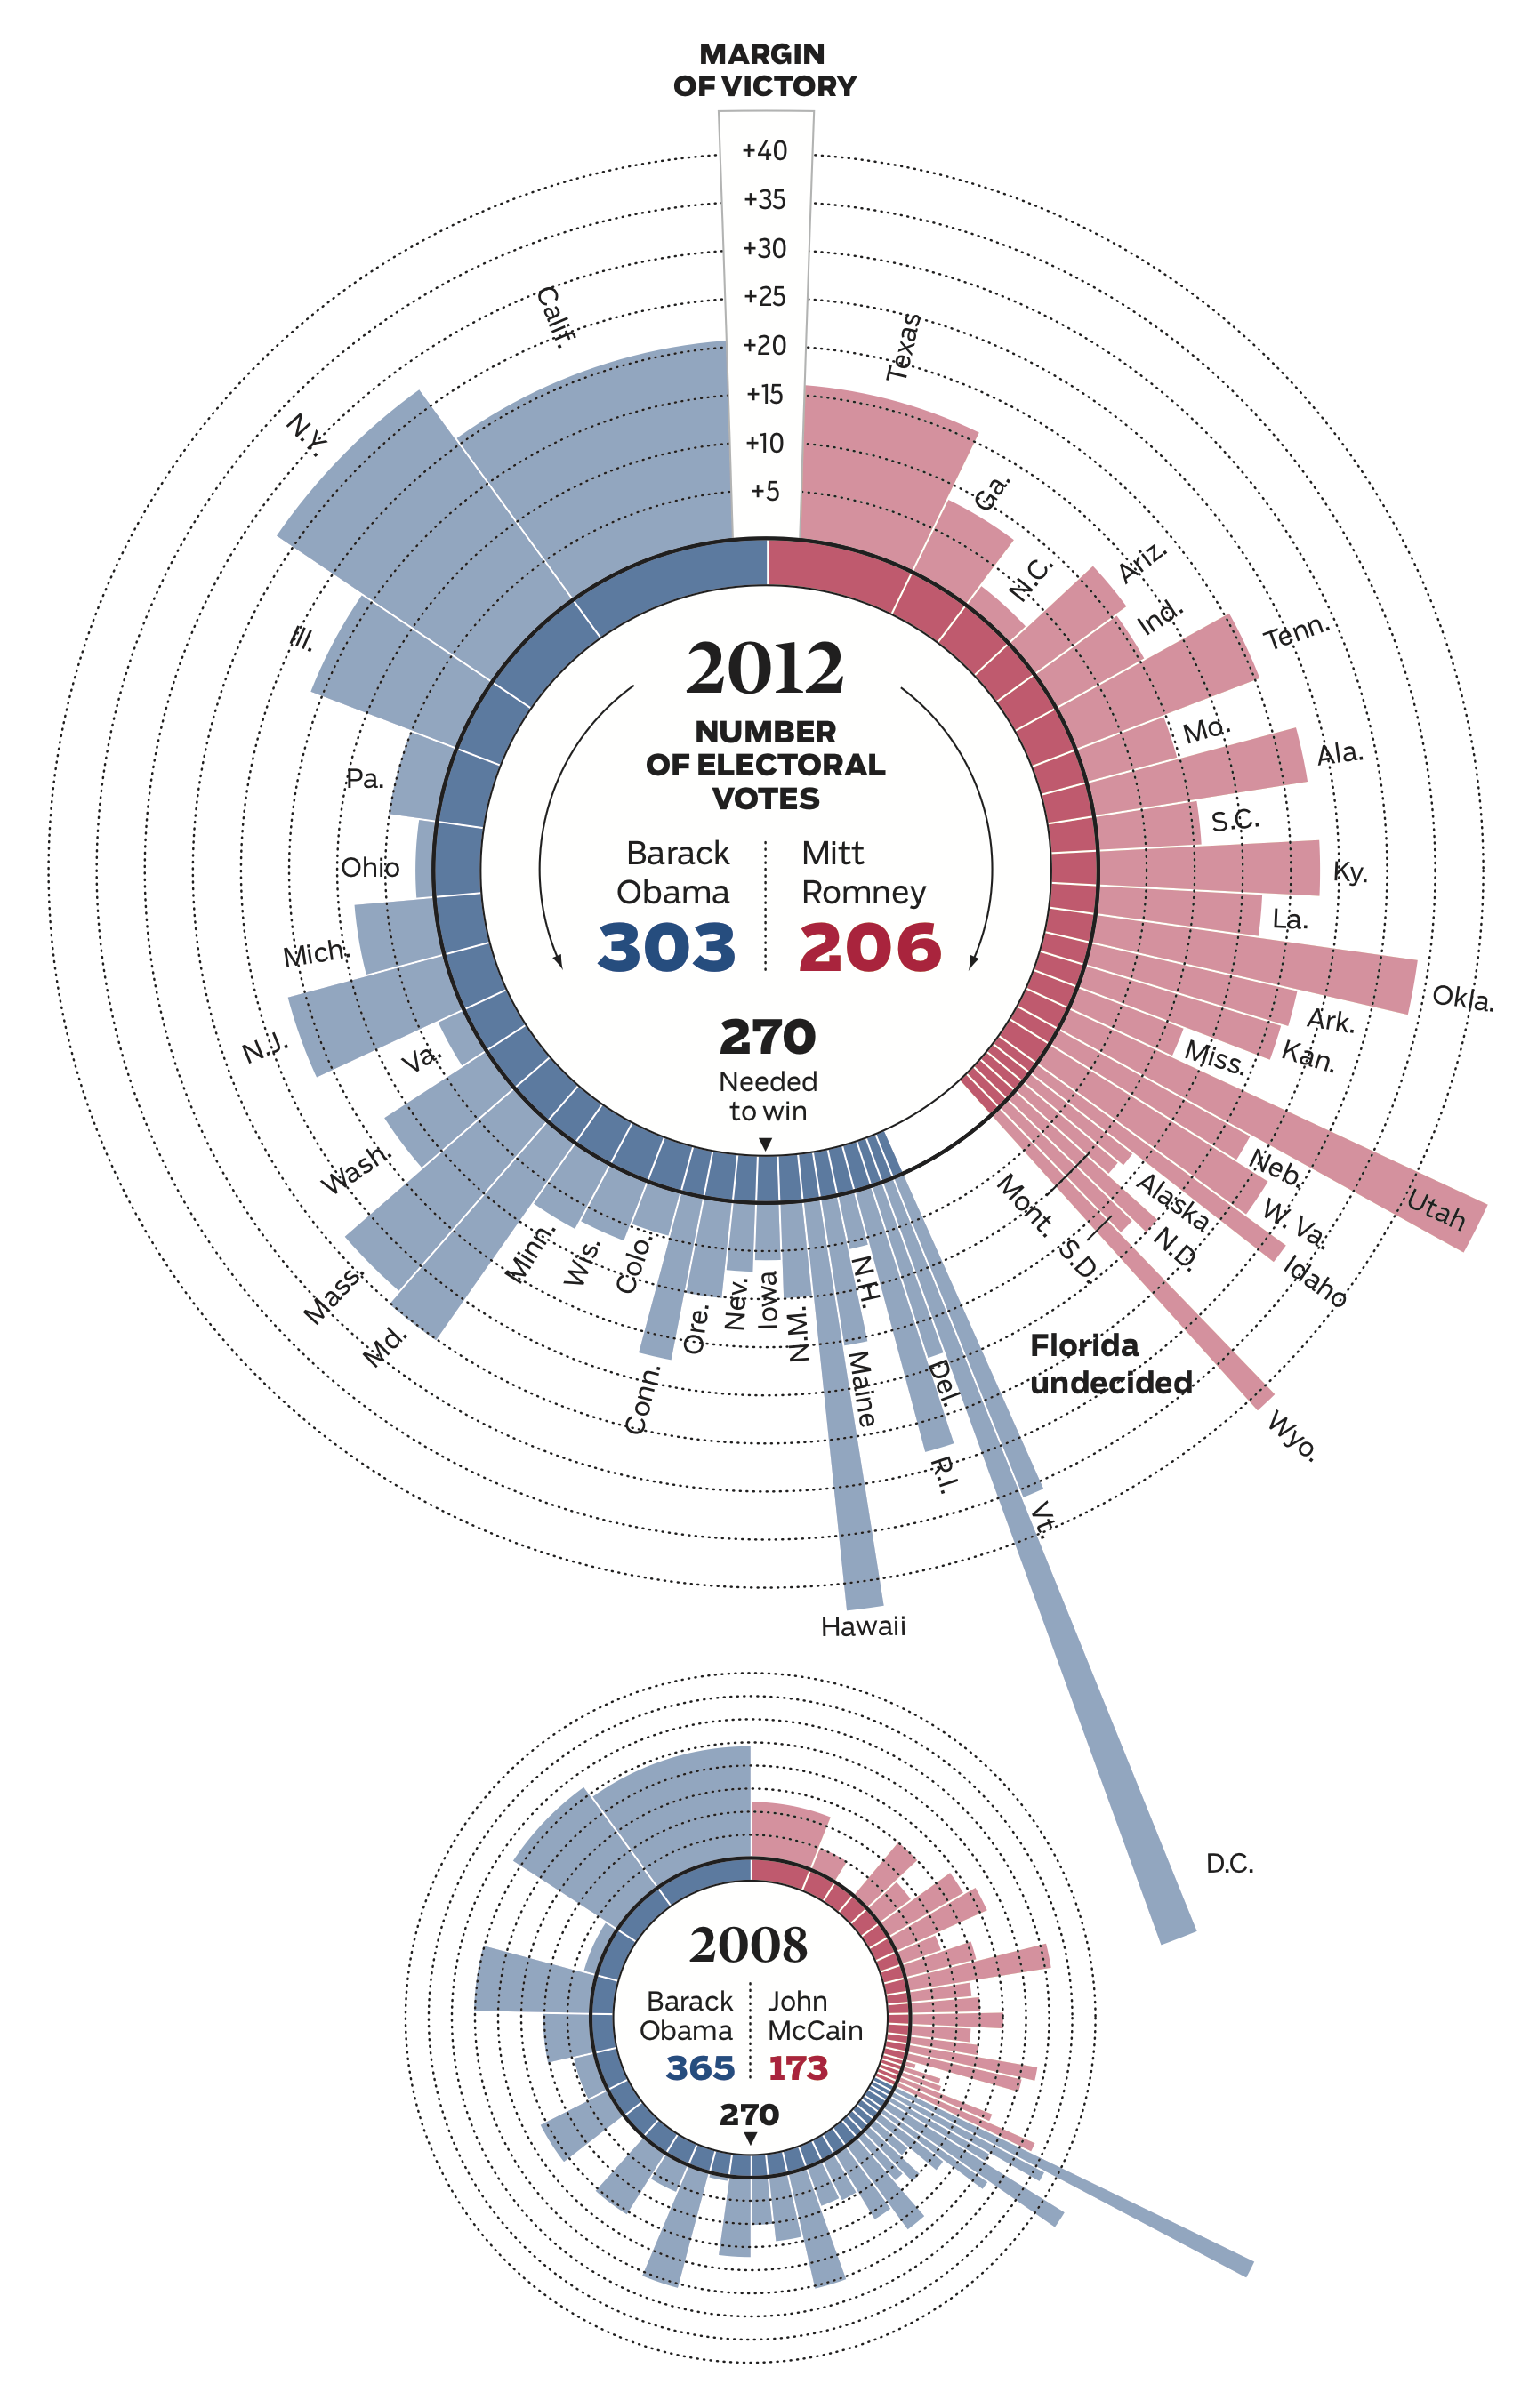 MARGIN
OF VICTORY
+40
+35
+30
+25
+20
+15
+10
+5
Calif.
Texas
N.Y.
Ga.
N.C.
Ariz.
Ind.
Tenn.
Ill.
Mo.
Ala.
Pa.
S.C.
Ohio
Ky.
La.
Mich.
Okla.
N.J.
Ark.
Va.
Miss.
Kan.
Wash.
Neb.
Utah
Mont.
Alaska
W. Va.
Mass.
Minn.
Wis.
Colo.
S.D.
N.D.
Idaho
Md.
Conn.
Ore.
Nev.
Iowa
N.M.
N.H.
Maine
Del.
R.I.
Vt.
Wyo.
Hawaii
D.C.
2012
NUMBER
OF ELECTORAL
VOTES
Barack
Obama
303
Mitt
Romney
206
270
Needed
to win
Florida
undecided
2008
Barack
Obama
365
John
McCain
173
270